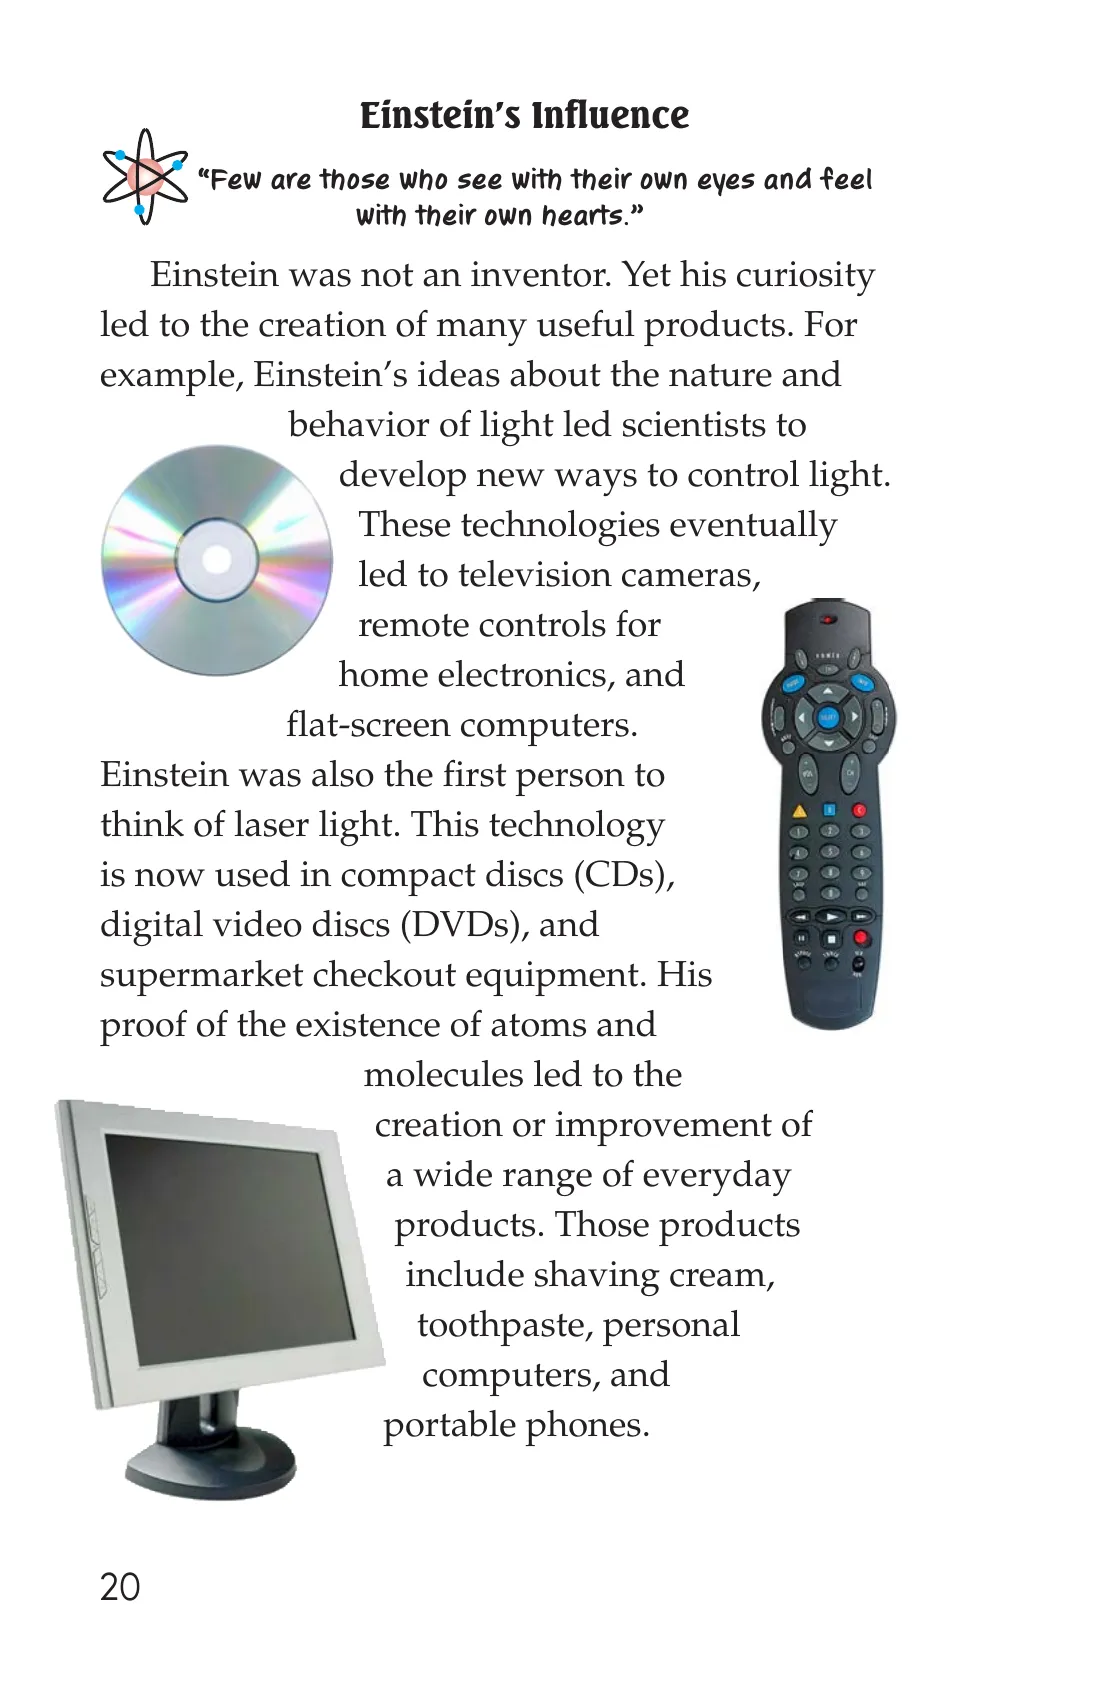 Einstein’s Influence
“Few are those who see with their own eyes and feel
with their own hearts.”
Einstein was not an inventor. Yet his curiosity
led to the creation of many useful products. For
example, Einstein’s ideas about the nature and
behavior of light led scientists to
develop new ways to control light.
These technologies eventually
led to television cameras,
remote controls for
home electronics, and
flat-screen computers.
Einstein was also the first person to
think of laser light. This technology
is now used in compact discs (CDs),
digital video discs (DVDs), and
supermarket checkout equipment. His
proof of the existence of atoms and
molecules led to the
creation or improvement of
a wide range of everyday
products. Those products
include shaving cream,
toothpaste, personal
computers, and
portable phones.
20